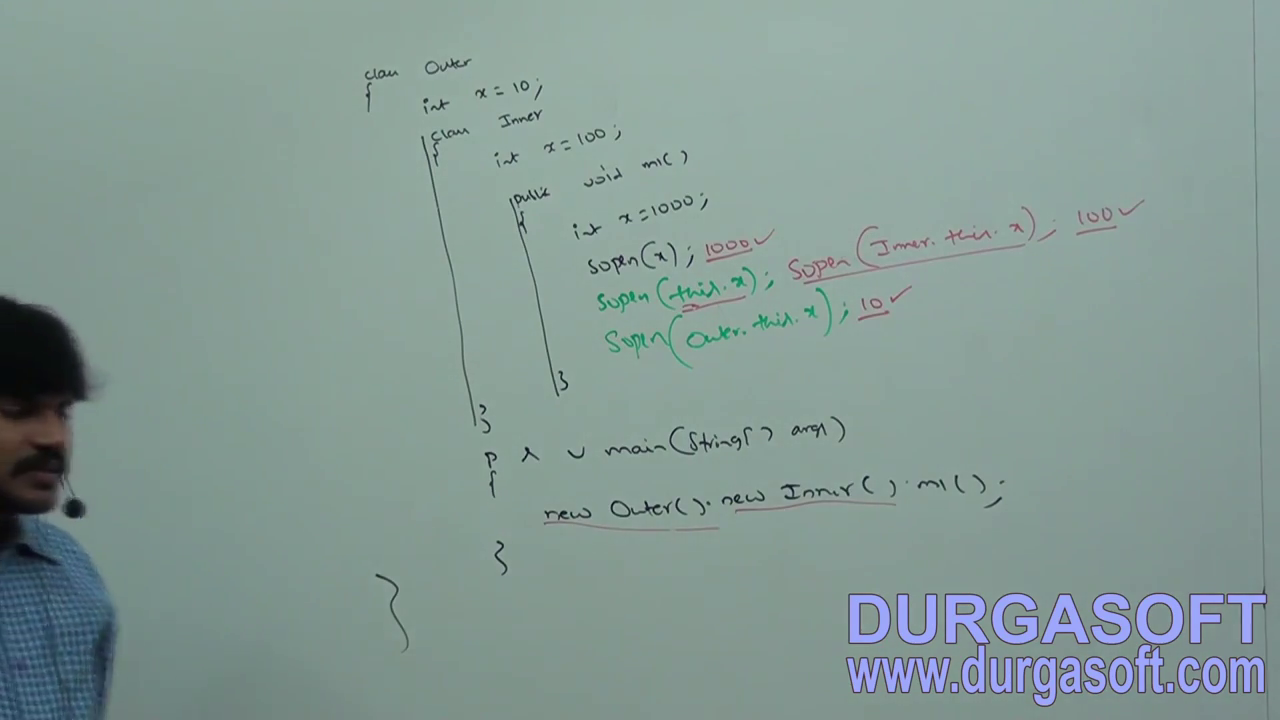 class Outer
{
int x = 10;
class Inner
{
int x = 100;
public void m1()
{
int x = 1000;
sopln(x); 1000 ✓
sopln(this.x); sopln(Inner.this.x); 100 ✓
sopln(Outer.this.x); 10 ✓
}
}
p s v main(String[] args)
{
new Outer().new Inner().m1();
}
}
DURGASOFT
www.durgasoft.com